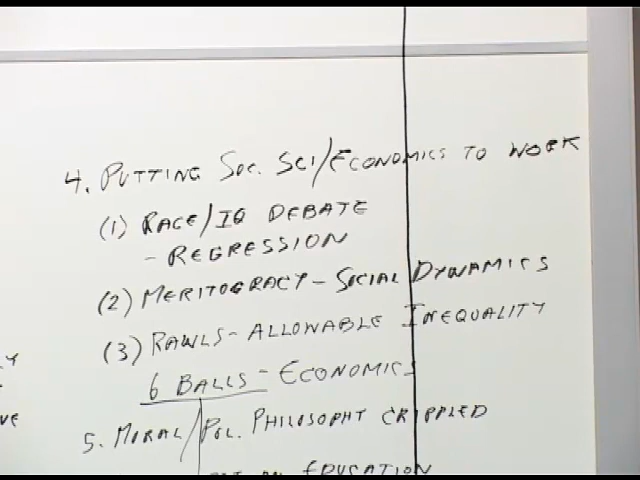 4. PUTTING SOC. SCI/ECONOMICS TO WORK
(1) RACE/IQ DEBATE
- REGRESSION
(2) MERITOCRACY - SOCIAL DYNAMICS
(3) RAWLS - ALLOWABLE INEQUALITY
6 BALLS - ECONOMICS
5. MORAL/POL. PHILOSOPHY CRIPPLED
EDUCATION